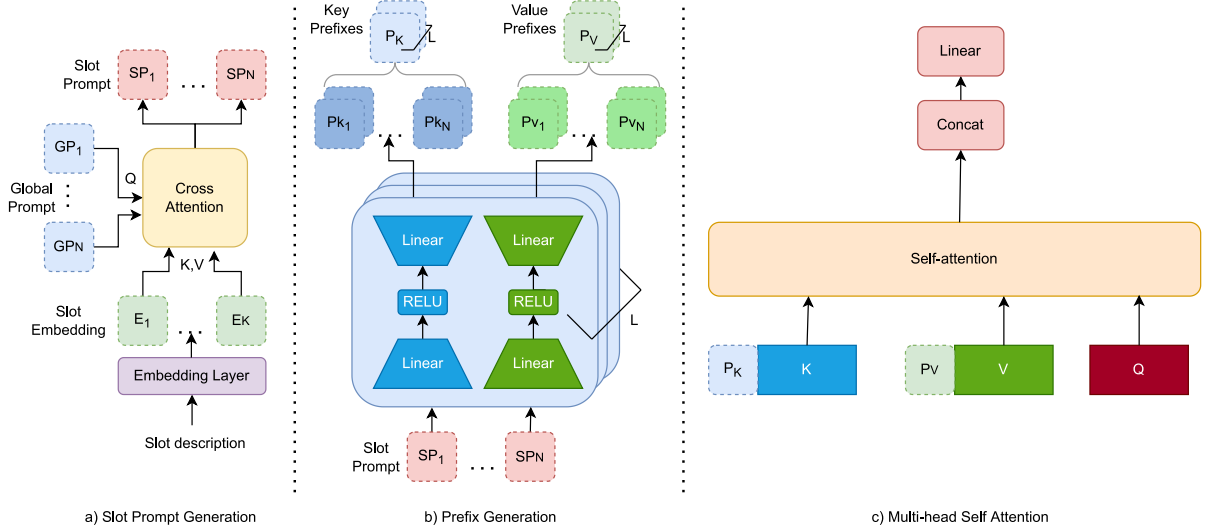 Slot
Prompt
SP1
...
SPN
GP1
Global
Prompt
GPN
Q
Cross
Attention
K,V
Slot
Embedding
E1
...
EK
Embedding Layer
Slot description
a) Slot Prompt Generation
Key
Prefixes
PK
L
Value
Prefixes
PV
L
Pk1
...
PkN
Pv1
...
PvN
Linear
Linear
RELU
RELU
L
Linear
Linear
Slot
Prompt
SP1
...
SPN
b) Prefix Generation
Linear
Concat
Self-attention
PK
K
PV
V
Q
c) Multi-head Self Attention